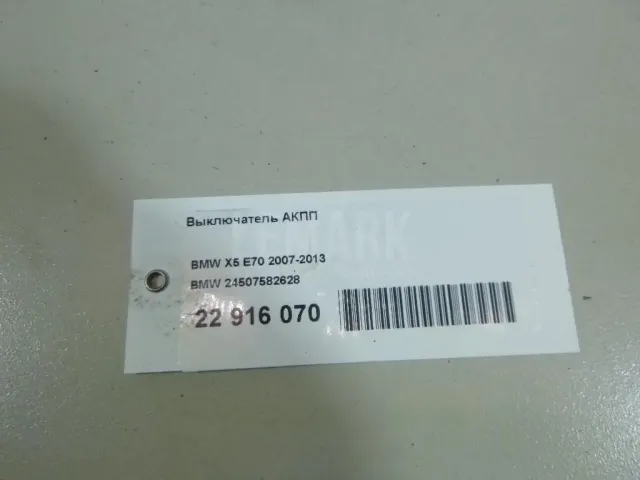 Выключатель АКПП
BMW X5 E70 2007-2013
BMW 24507582628
22 916 070